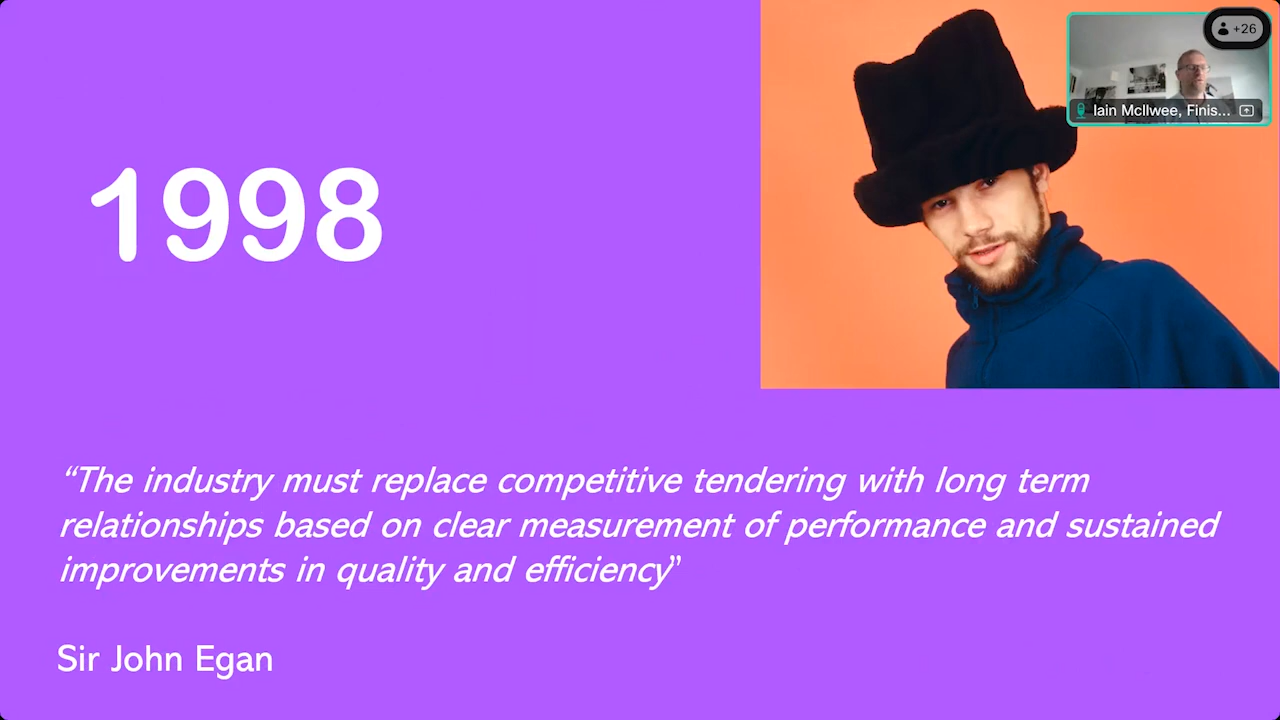 +26
Iain McIlwee, Finis...
1998
“The industry must replace competitive tendering with long term
relationships based on clear measurement of performance and sustained
improvements in quality and efficiency”
Sir John Egan